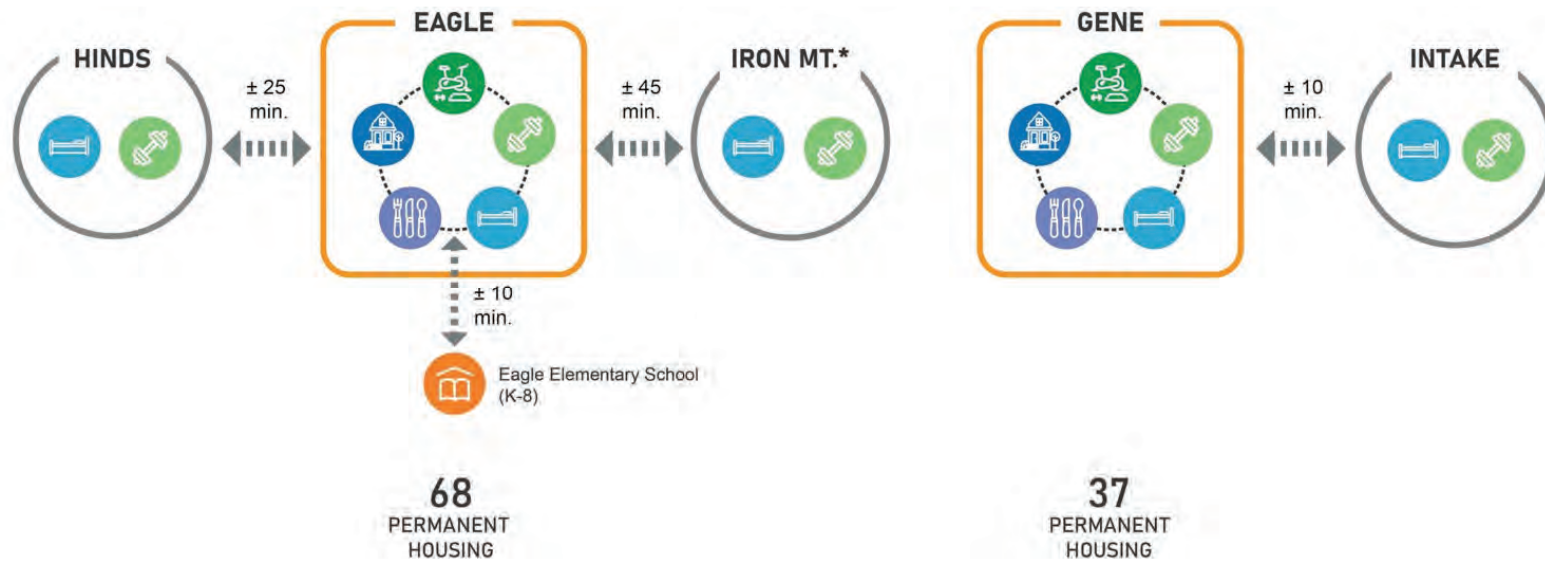 EAGLE
GENE
HINDS
IRON MT.*
INTAKE
± 25
min.
± 45
min.
± 10
min.
± 10
min.
Eagle Elementary School
(K-8)
68
PERMANENT
HOUSING
37
PERMANENT
HOUSING